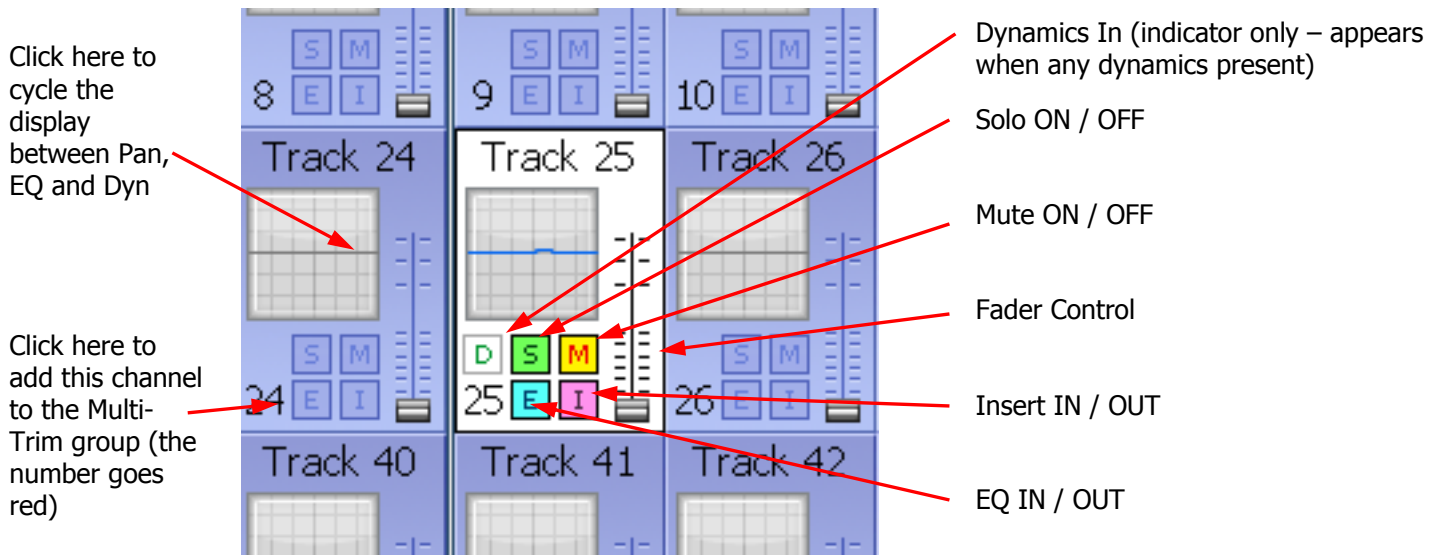 Click here to
cycle the
display
between Pan,
EQ and Dyn
Click here to
add this channel
to the Multi-
Trim group (the
number goes
red)
S M
8 E I
S M
9 E I
S M
10 E I
Track 24
S M
24 E I
Track 25
D S M
25 E I
Track 26
S M
26 E I
Track 40
Track 41
Track 42
Dynamics In (indicator only – appears
when any dynamics present)
Solo ON / OFF
Mute ON / OFF
Fader Control
Insert IN / OUT
EQ IN / OUT